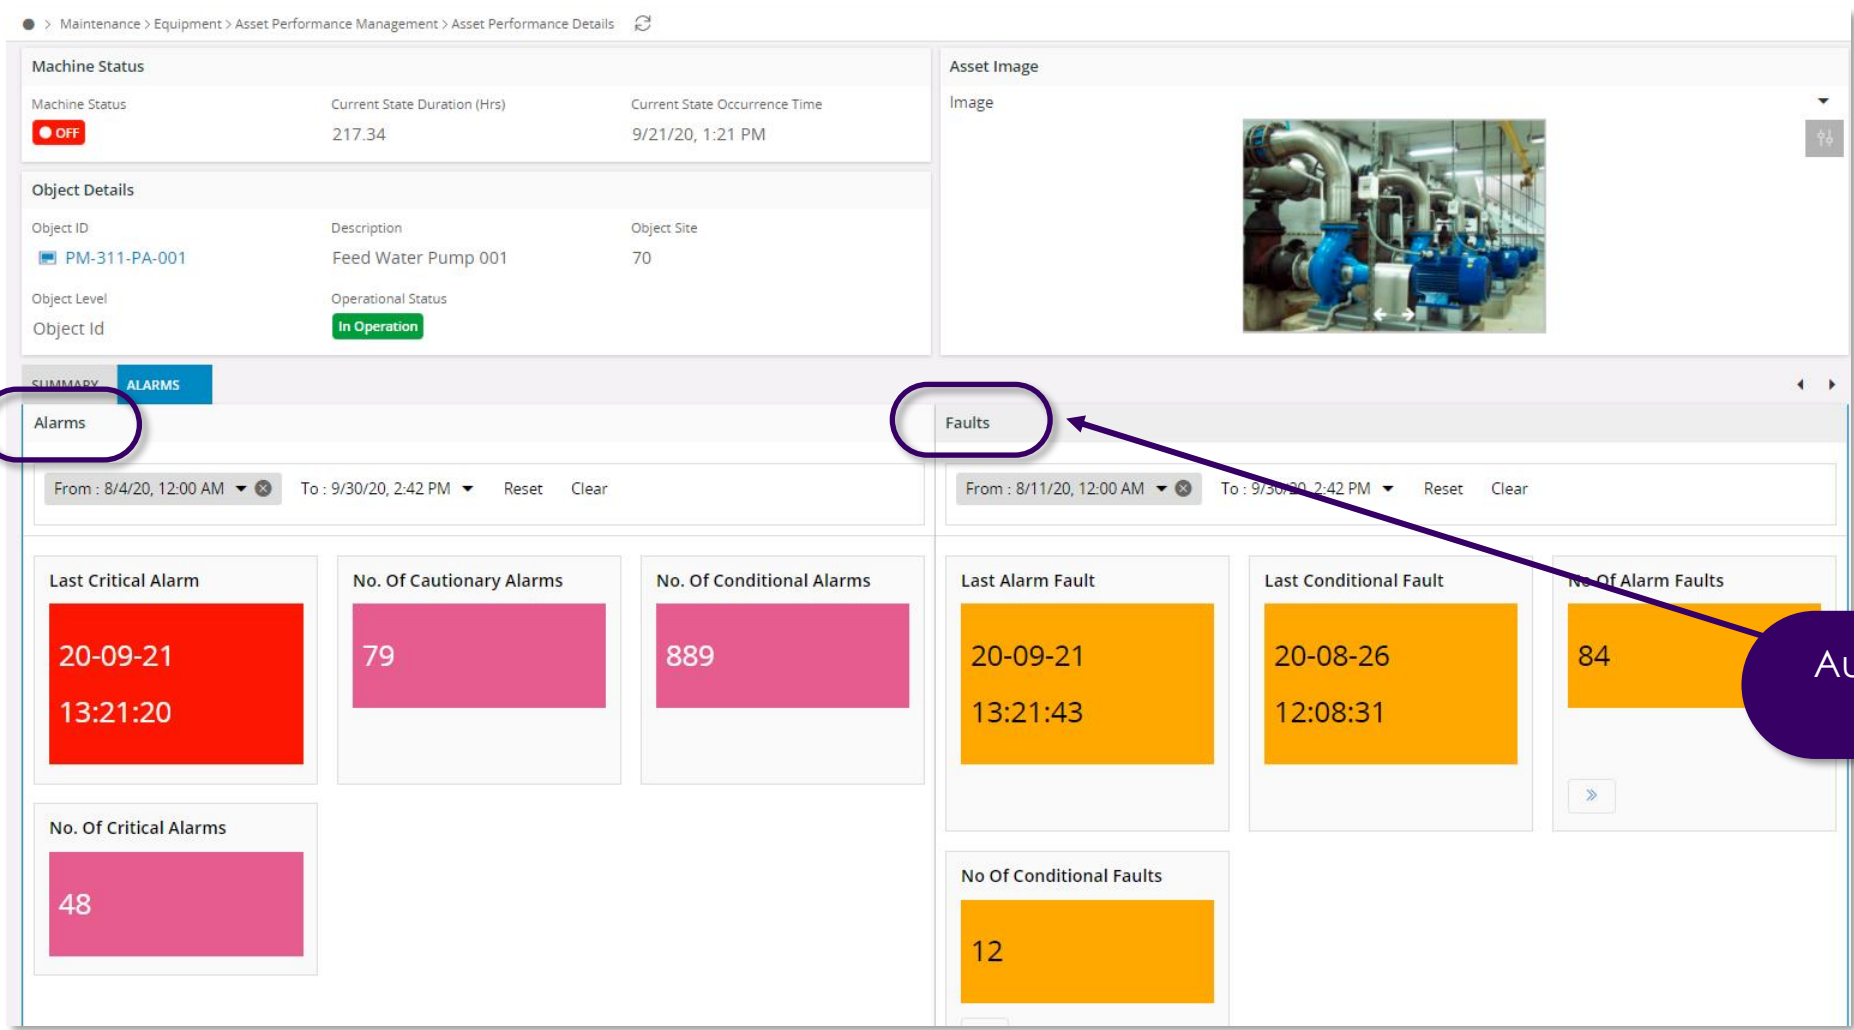 > Maintenance > Equipment > Asset Performance Management > Asset Performance Details
Machine Status
Machine Status
Current State Duration (Hrs)
Current State Occurrence Time
OFF
217.34
9/21/20, 1:21 PM
Object Details
Object ID
Description
Object Site
PM-311-PA-001
Feed Water Pump 001
70
Object Level
Operational Status
Object Id
In Operation
Asset Image
Image
SUMMARY
ALARMS
Alarms
From : 8/4/20, 12:00 AM
To : 9/30/20, 2:42 PM
Reset
Clear
Last Critical Alarm
20-09-21
13:21:20
No. Of Cautionary Alarms
79
No. Of Conditional Alarms
889
No. Of Critical Alarms
48
Faults
From : 8/11/20, 12:00 AM
To : 9/30/20, 2:42 PM
Reset
Clear
Last Alarm Fault
20-09-21
13:21:43
Last Conditional Fault
20-08-26
12:08:31
No Of Alarm Faults
84
No Of Conditional Faults
12